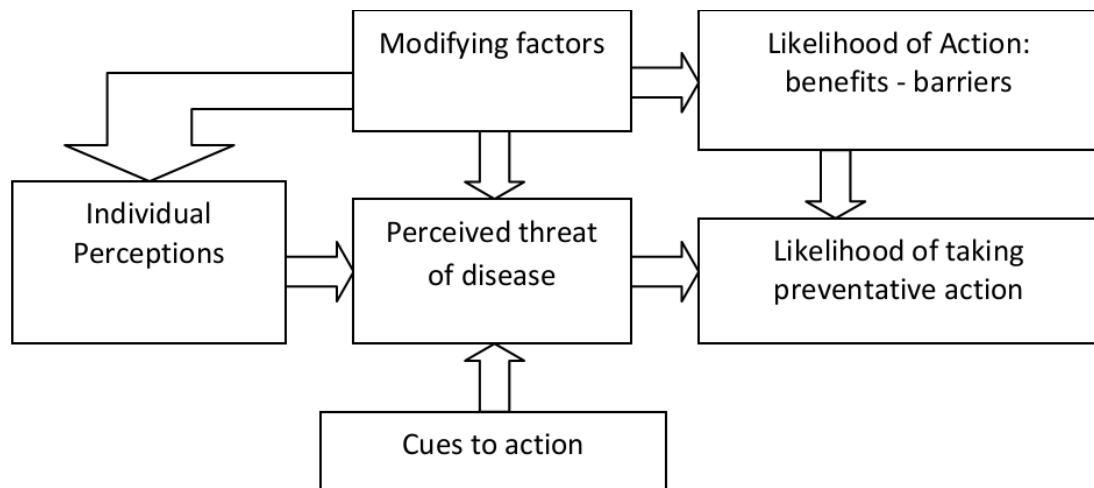 Modifying factors
Likelihood of Action:
benefits - barriers
Individual
Perceptions
Perceived threat
of disease
Likelihood of taking
preventative action
Cues to action